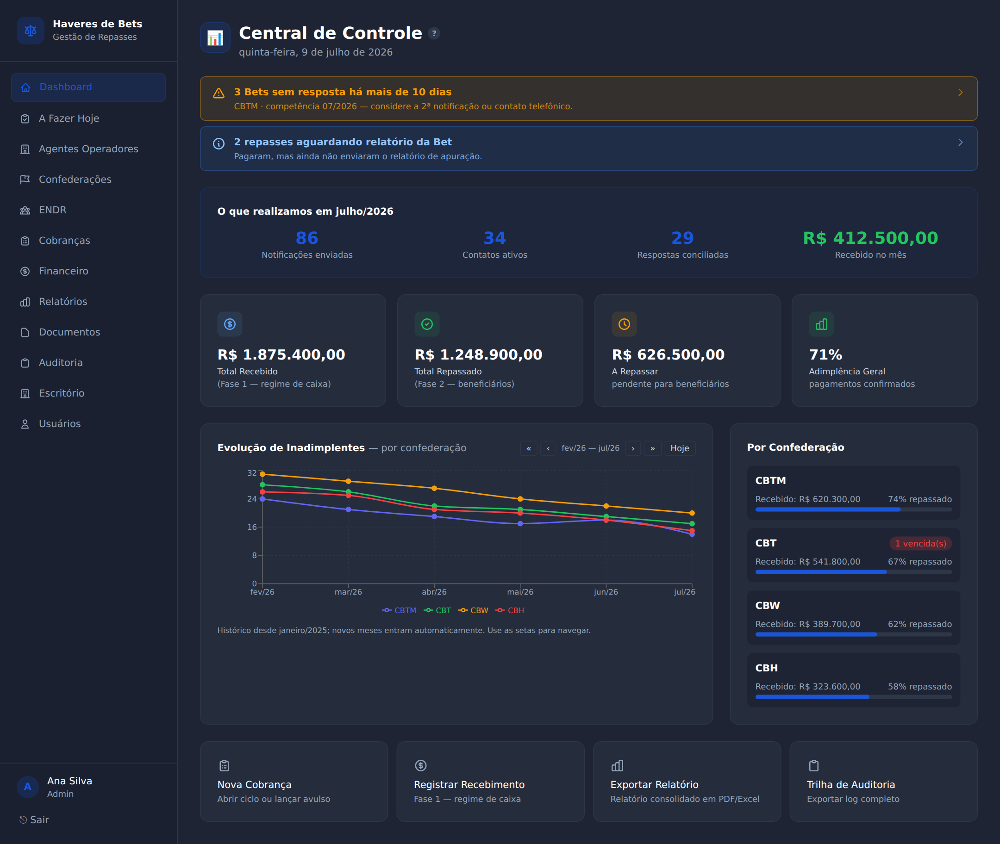 Haveres de Bets
Gestão de Repasses
Dashboard
A Fazer Hoje
Agentes Operadores
Confederações
ENDR
Cobranças
Financeiro
Relatórios
Documentos
Auditoria
Escritório
Usuários
A
Ana Silva
Admin
Sair
Central de Controle ?
quinta-feira, 9 de julho de 2026
3 Bets sem resposta há mais de 10 dias
CBTM · competência 07/2026 — considere a 2ª notificação ou contato telefônico.
2 repasses aguardando relatório da Bet
Pagaram, mas ainda não enviaram o relatório de apuração.
O que realizamos em julho/2026
86
Notificações enviadas
34
Contatos ativos
29
Respostas conciliadas
R$ 412.500,00
Recebido no mês
R$ 1.875.400,00
Total Recebido
(Fase 1 — regime de caixa)
R$ 1.248.900,00
Total Repassado
(Fase 2 — beneficiários)
R$ 626.500,00
A Repassar
pendente para beneficiários
71%
Adimplência Geral
pagamentos confirmados
Evolução de Inadimplentes — por confederação
« ‹ fev/26 — jul/26 › » Hoje
32
24
16
8
0
fev/26 mar/26 abr/26 mai/26 jun/26 jul/26
CBTM CBT CBW CBH
Histórico desde janeiro/2025; novos meses entram automaticamente. Use as setas para navegar.
Por Confederação
CBTM
Recebido: R$ 620.300,00 74% repassado
CBT 1 vencida(s)
Recebido: R$ 541.800,00 67% repassado
CBW
Recebido: R$ 389.700,00 62% repassado
CBH
Recebido: R$ 323.600,00 58% repassado
Nova Cobrança
Abrir ciclo ou lançar avulso
Registrar Recebimento
Fase 1 — regime de caixa
Exportar Relatório
Relatório consolidado em PDF/Excel
Trilha de Auditoria
Exportar log completo